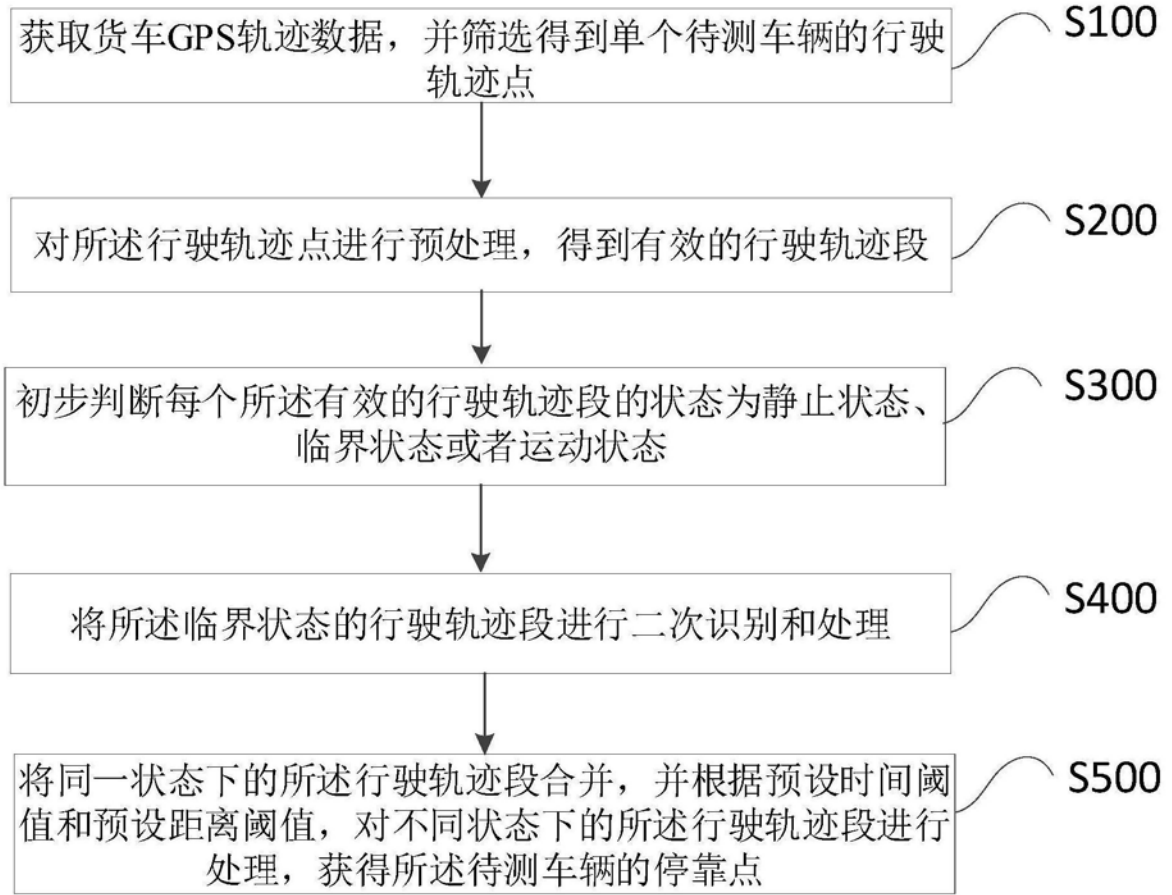 获取货车GPS轨迹数据，并筛选得到单个待测车辆的行驶
轨迹点
S100
对所述行驶轨迹点进行预处理，得到有效的行驶轨迹段
S200
初步判断每个所述有效的行驶轨迹段的状态为静止状态、
临界状态或者运动状态
S300
将所述临界状态的行驶轨迹段进行二次识别和处理
S400
将同一状态下的所述行驶轨迹段合并，并根据预设时间阈
值和预设距离阈值，对不同状态下的所述行驶轨迹段进行
处理，获得所述待测车辆的停靠点
S500